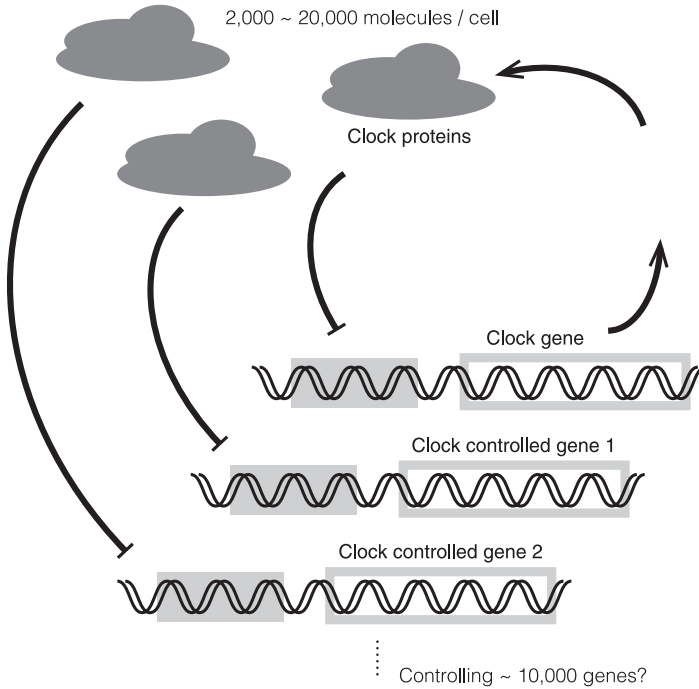 2,000 ~ 20,000 molecules / cell
Clock proteins
Clock gene
Clock controlled gene 1
Clock controlled gene 2
Controlling ~ 10,000 genes?